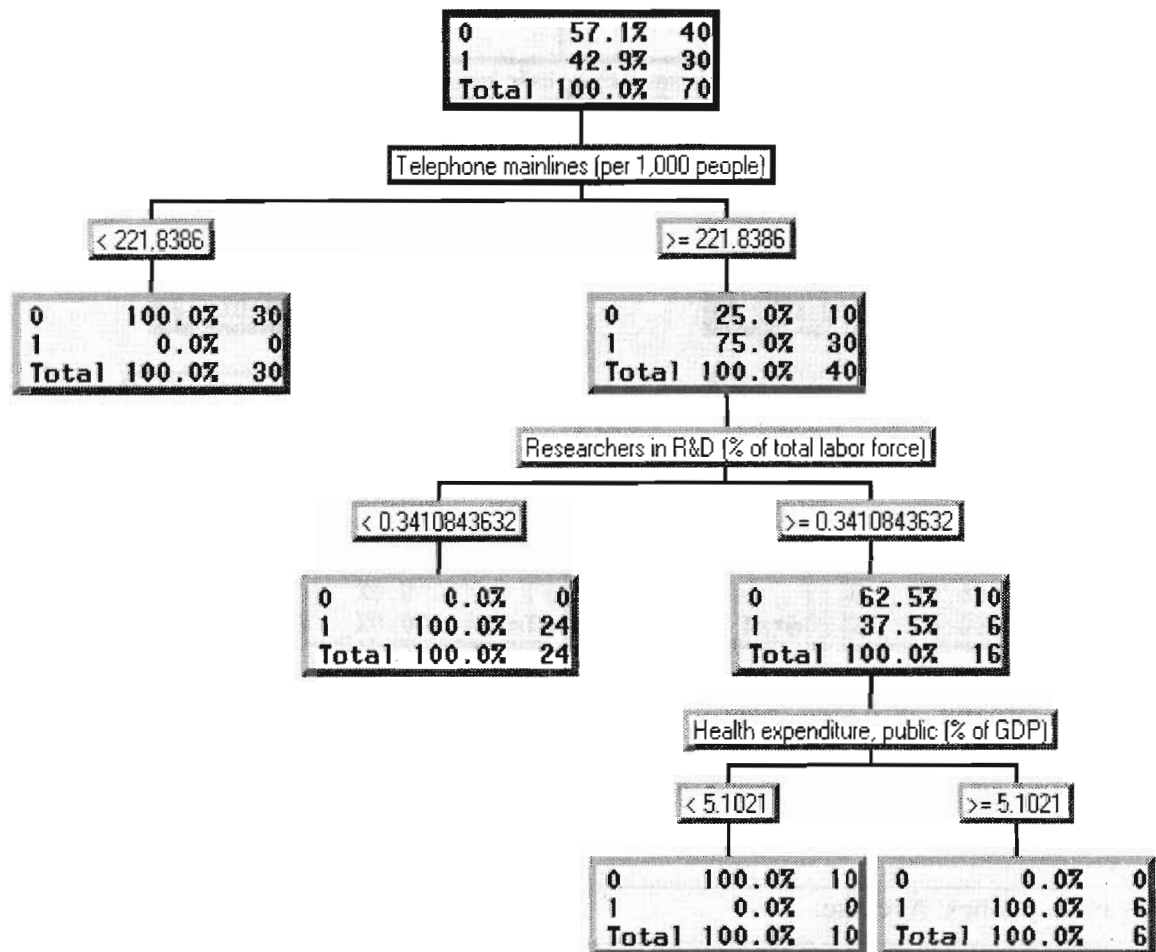 0 57.1% 40
1 42.9% 30
Total 100.0% 70
Telephone mainlines (per 1,000 people)
< 221.8386
>= 221.8386
0 100.0% 30
1 0.0% 0
Total 100.0% 30
0 25.0% 10
1 75.0% 30
Total 100.0% 40
Researchers in R&D (% of total labor force)
< 0.3410843632
>= 0.3410843632
0 0.0% 0
1 100.0% 24
Total 100.0% 24
0 62.5% 10
1 37.5% 6
Total 100.0% 16
Health expenditure, public (% of GDP)
< 5.1021
>= 5.1021
0 100.0% 10
1 0.0% 0
Total 100.0% 10
0 0.0% 0
1 100.0% 6
Total 100.0% 6